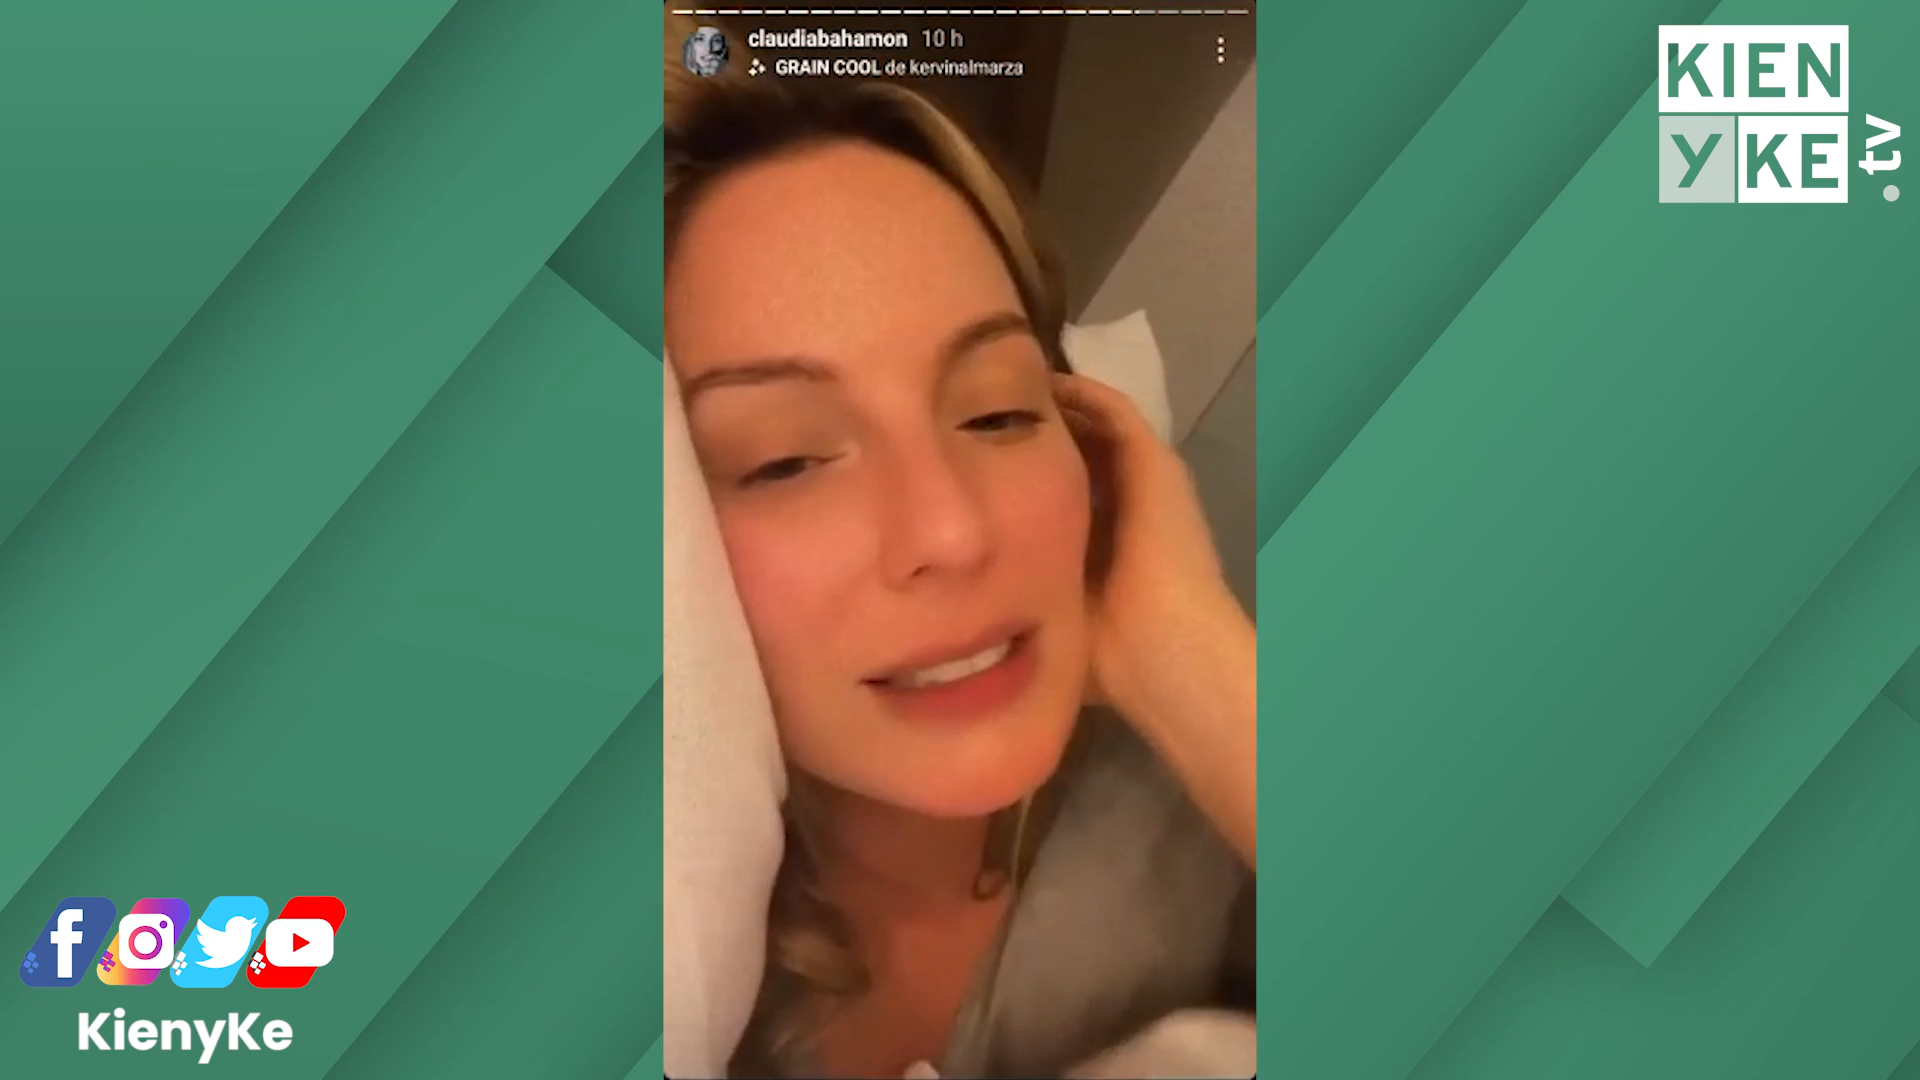 claudiabahamon 10 h
GRAIN COOL de kervinalmarza
KIEN
YKE
.tv
KienyKe